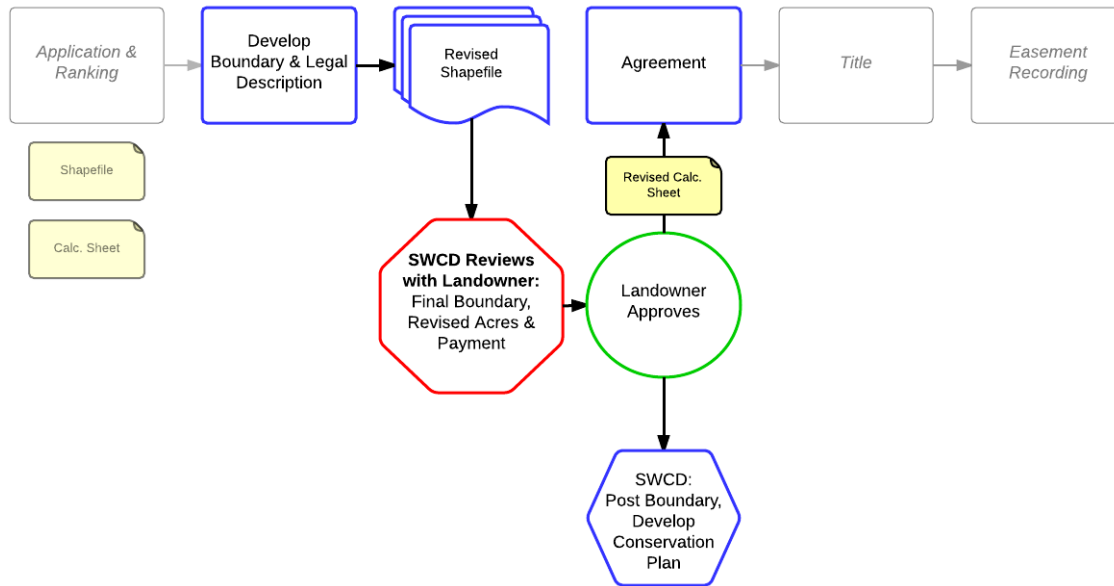 Application &
Ranking
Develop
Boundary & Legal
Description
Revised
Shapefile
Agreement
Title
Easement
Recording
Shapefile
Calc. Sheet
Revised Calc.
Sheet
SWCD Reviews
with Landowner:
Final Boundary,
Revised Acres &
Payment
Landowner
Approves
SWCD:
Post Boundary,
Develop
Conservation
Plan